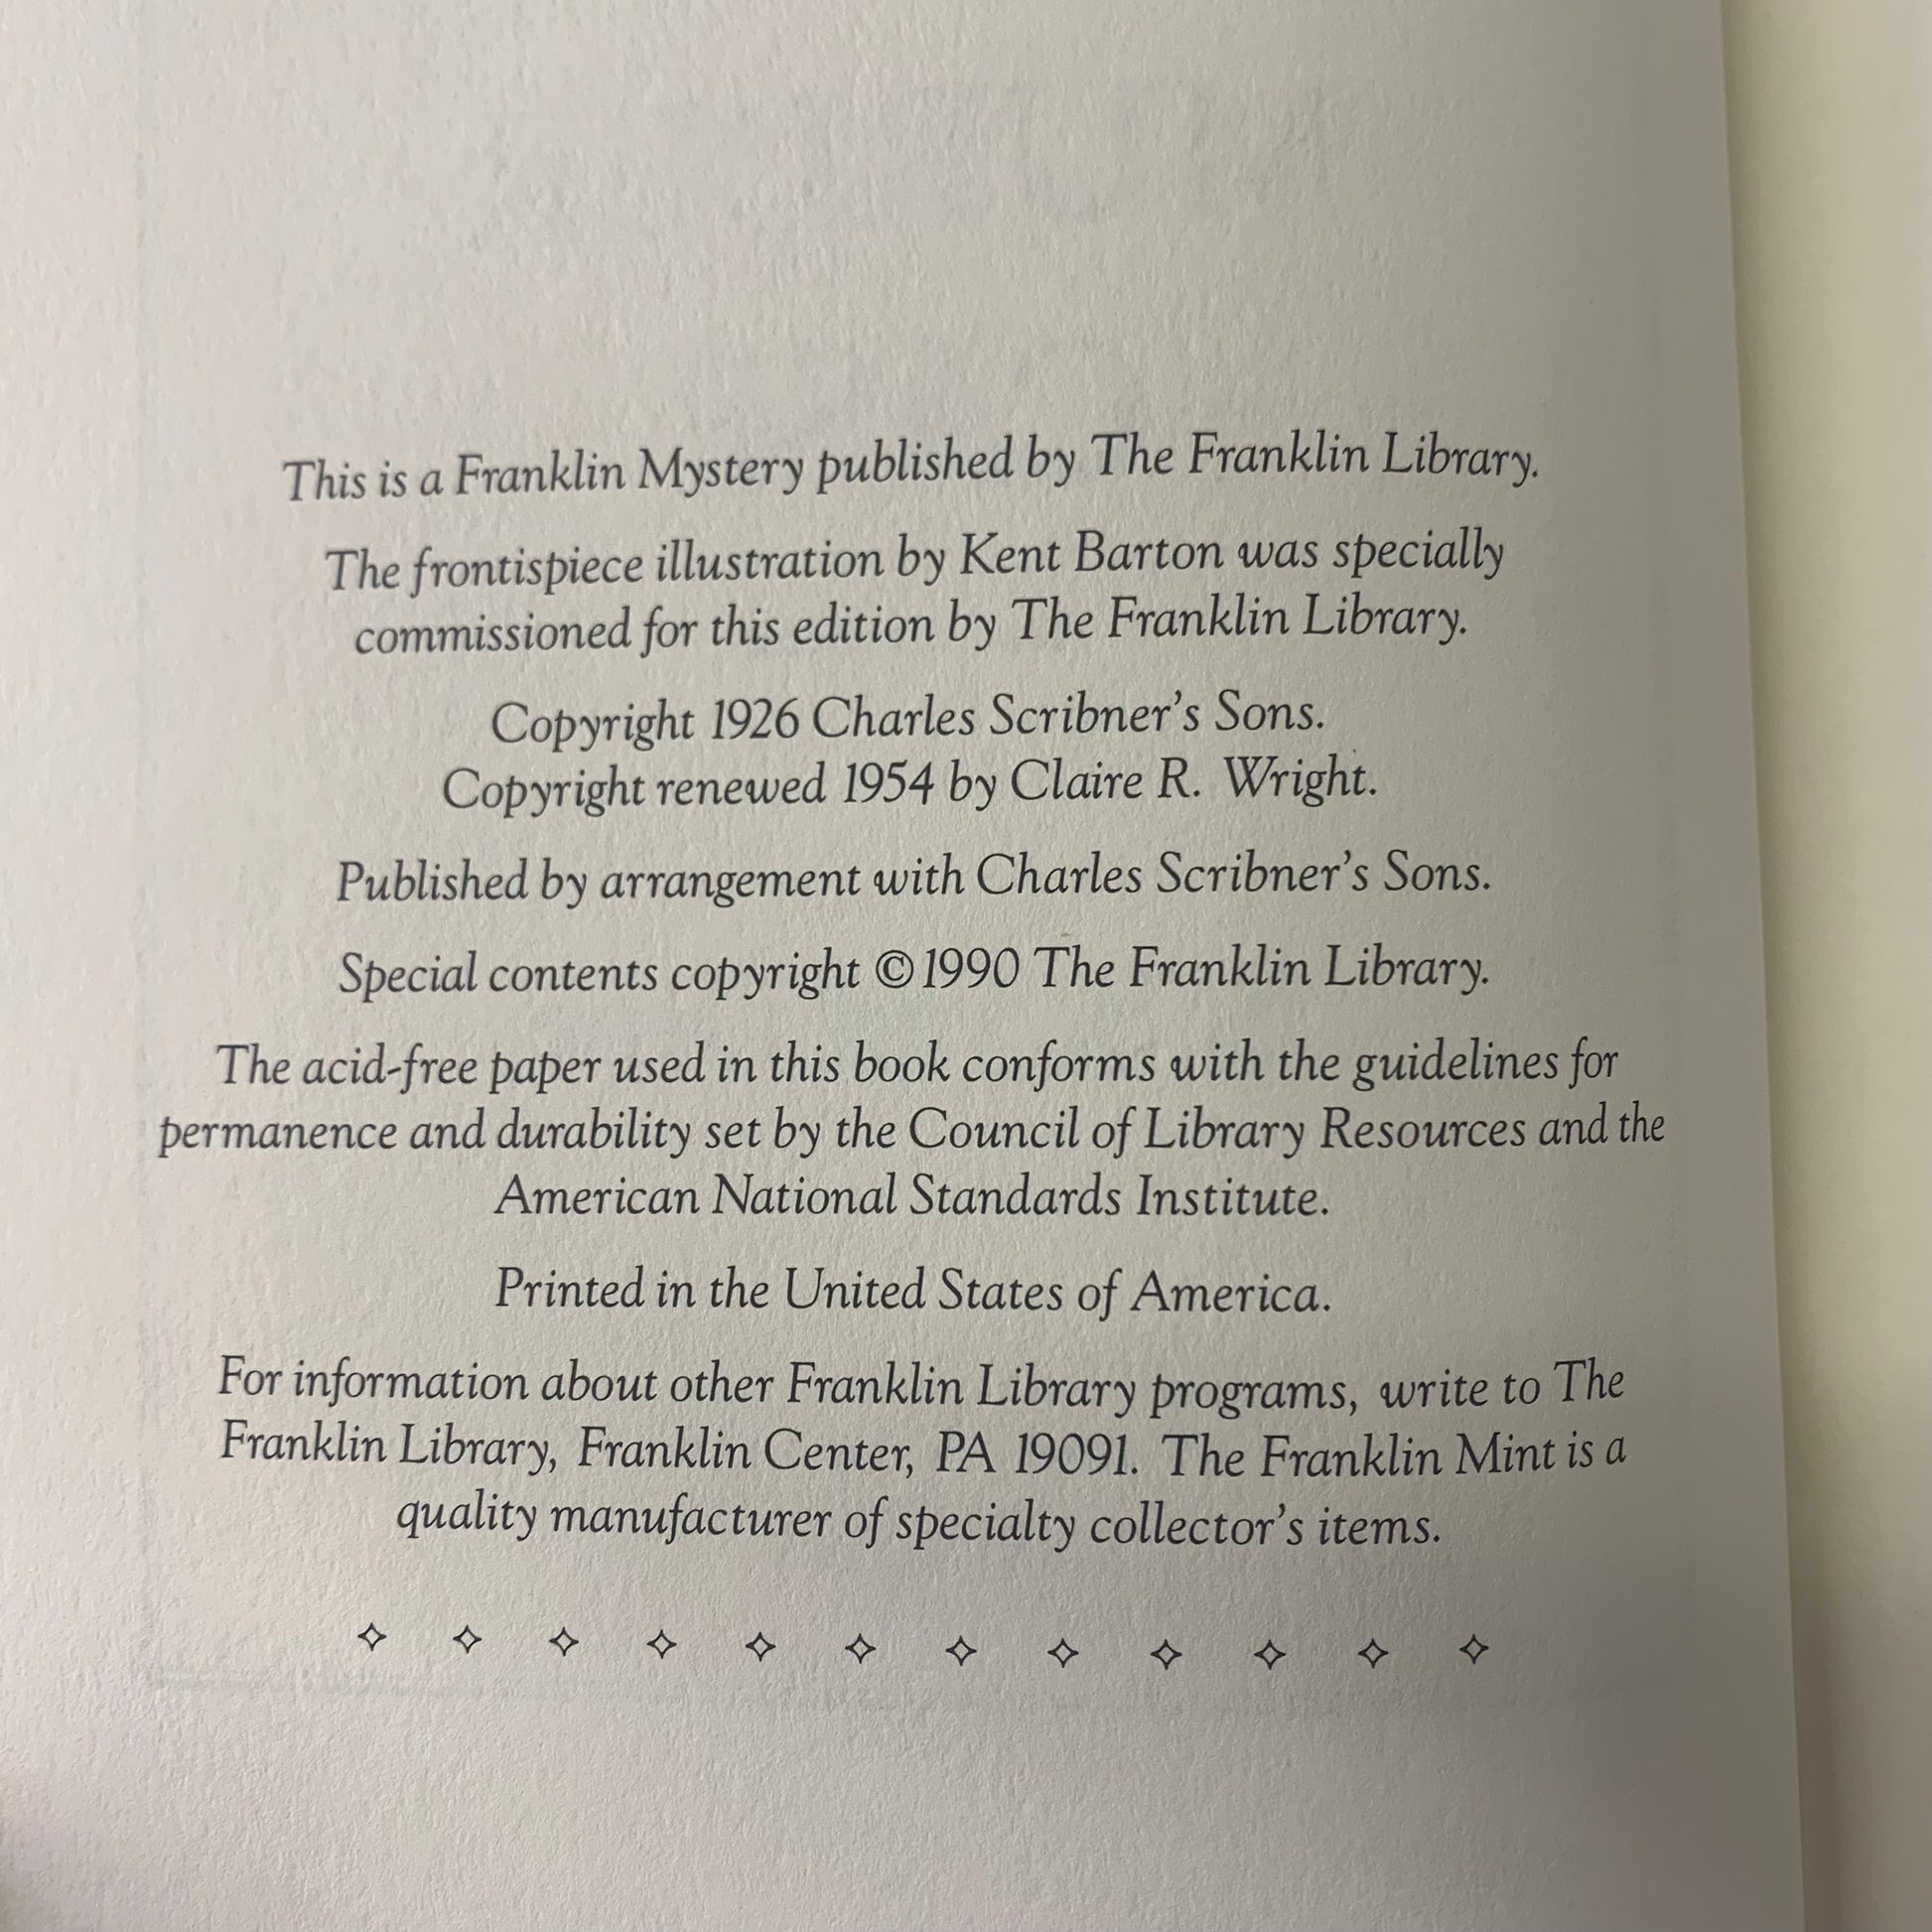 This is a Franklin Mystery published by The Franklin Library.
The frontispiece illustration by Kent Barton was specially
commissioned for this edition by The Franklin Library.
Copyright 1926 Charles Scribner's Sons.
Copyright renewed 1954 by Claire R. Wright.
Published by arrangement with Charles Scribner's Sons.
Special contents copyright ©1990 The Franklin Library.
The acid-free paper used in this book conforms with the guidelines for
permanence and durability set by the Council of Library Resources and the
American National Standards Institute.
Printed in the United States of America.
For information about other Franklin Library programs, write to The
Franklin Library, Franklin Center, PA 19091. The Franklin Mint is a
quality manufacturer of specialty collector's items.